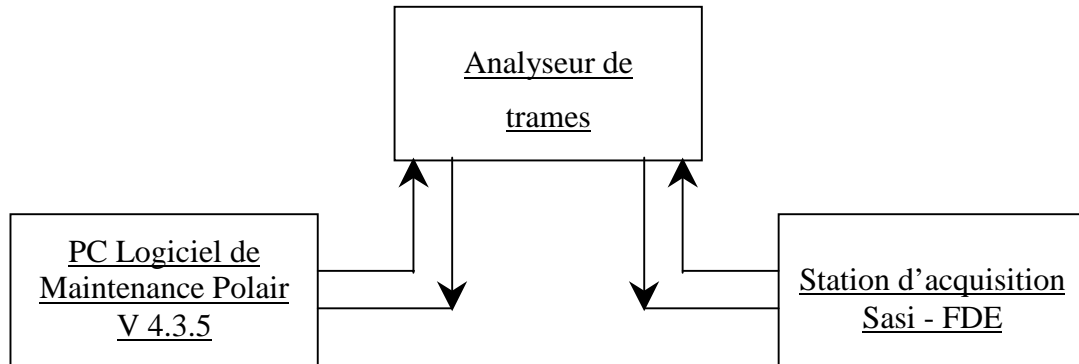 Analyseur de
trames
PC Logiciel de
Maintenance Polair
V 4.3.5
Station d'acquisition
Sasi - FDE